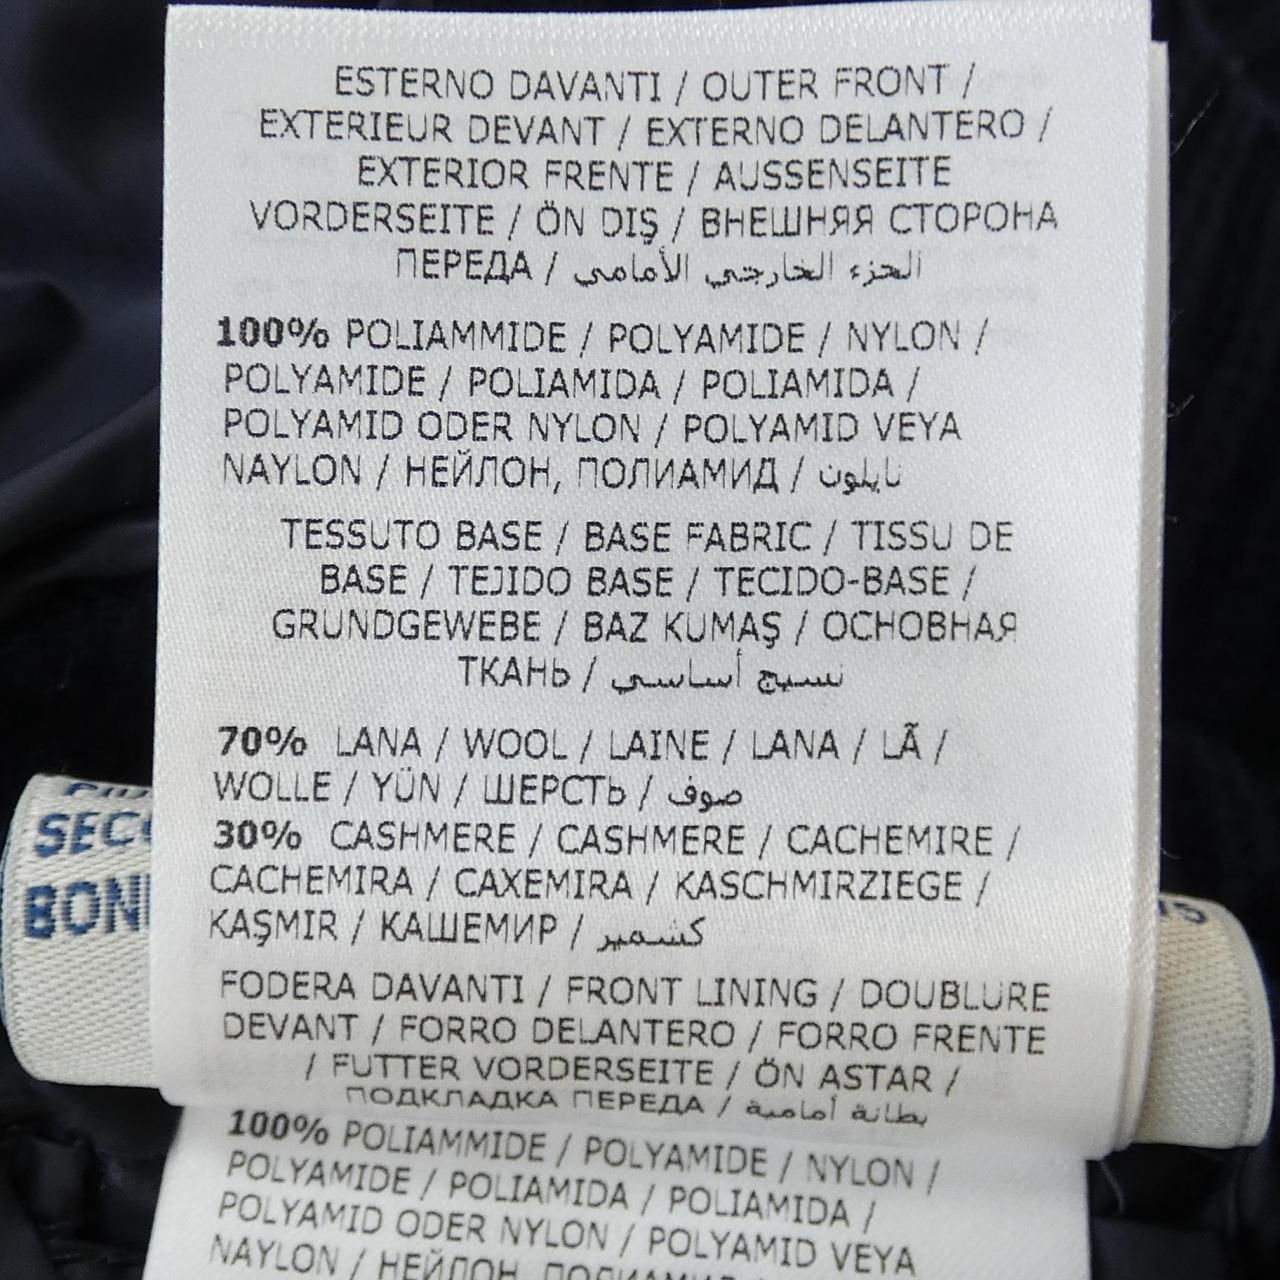 ESTERNO DAVANTI / OUTER FRONT /
EXTERIEUR DEVANT / EXTERNO DELANTERO /
EXTERIOR FRENTE / AUSSENSEITE
VORDERSEITE / ÖN DIŞ / ВНЕШНЯЯ СТОРОНА
ПЕРЕДА / الجزء الخارجي الأمامي
100% POLIAMMIDE / POLYAMIDE / NYLON /
POLYAMIDE / POLIAMIDA / POLIAMIDA /
POLYAMID ODER NYLON / POLYAMID VEYA
NAYLON / НЕЙЛОН, ПОЛИАМИД / نايلون
TESSUTO BASE / BASE FABRIC / TISSU DE
BASE / TEJIDO BASE / TECIDO-BASE /
GRUNDGEWEBE / BAZ KUMAŞ / ОСНОВНАЯ
ТКАНЬ / نسيج أساسي
70% LANA / WOOL / LAINE / LANA / LÃ /
WOLLE / YÜN / ШЕРСТЬ / صوف
30% CASHMERE / CASHMERE / CACHEMIRE /
CACHEMIRA / CAXEMIRA / KASCHMIRZIEGE /
KAŞMIR / КАШЕМИР / كشمير
FODERA DAVANTI / FRONT LINING / DOUBLURE
DEVANT / FORRO DELANTERO / FORRO FRENTE
/ FUTTER VORDERSEITE / ÖN ASTAR /
ПОДКЛАДКА ПЕРЕДА / بطانة أمامية
100% POLIAMMIDE / POLYAMIDE / NYLON /
POLYAMIDE / POLIAMIDA / POLIAMIDA /
POLYAMID ODER NYLON / POLYAMID VEYA
NAYLON / НЕЙЛОН, ПОЛИАМИД /
SECO
BONI